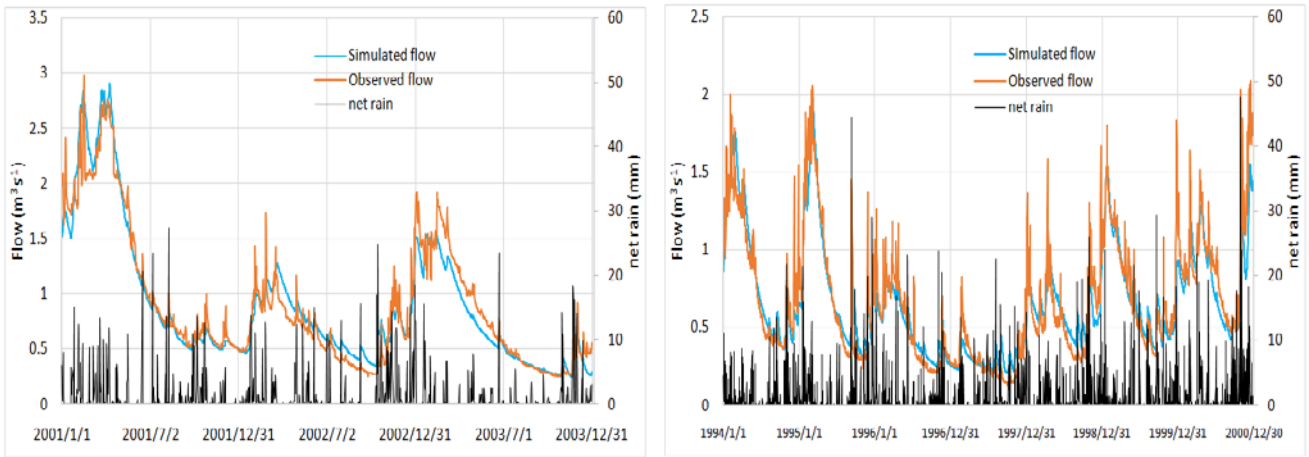 3.5
3
2.5
2
1.5
1
0.5
0
Flow (m³ s⁻¹)
60
50
40
30
20
10
0
net rain (mm)
Simulated flow
Observed flow
net rain
2001/1/1 2001/7/2 2001/12/31 2002/7/2 2002/12/31 2003/7/1 2003/12/31
2.5
2
1.5
1
0.5
0
Flow (m³ s⁻¹)
60
50
40
30
20
10
0
net rain (mm)
SImulated flow
Observed flow
net rain
1994/1/1 1995/1/1 1996/1/1 1996/12/31 1997/12/31 1998/12/31 1999/12/31 2000/12/30